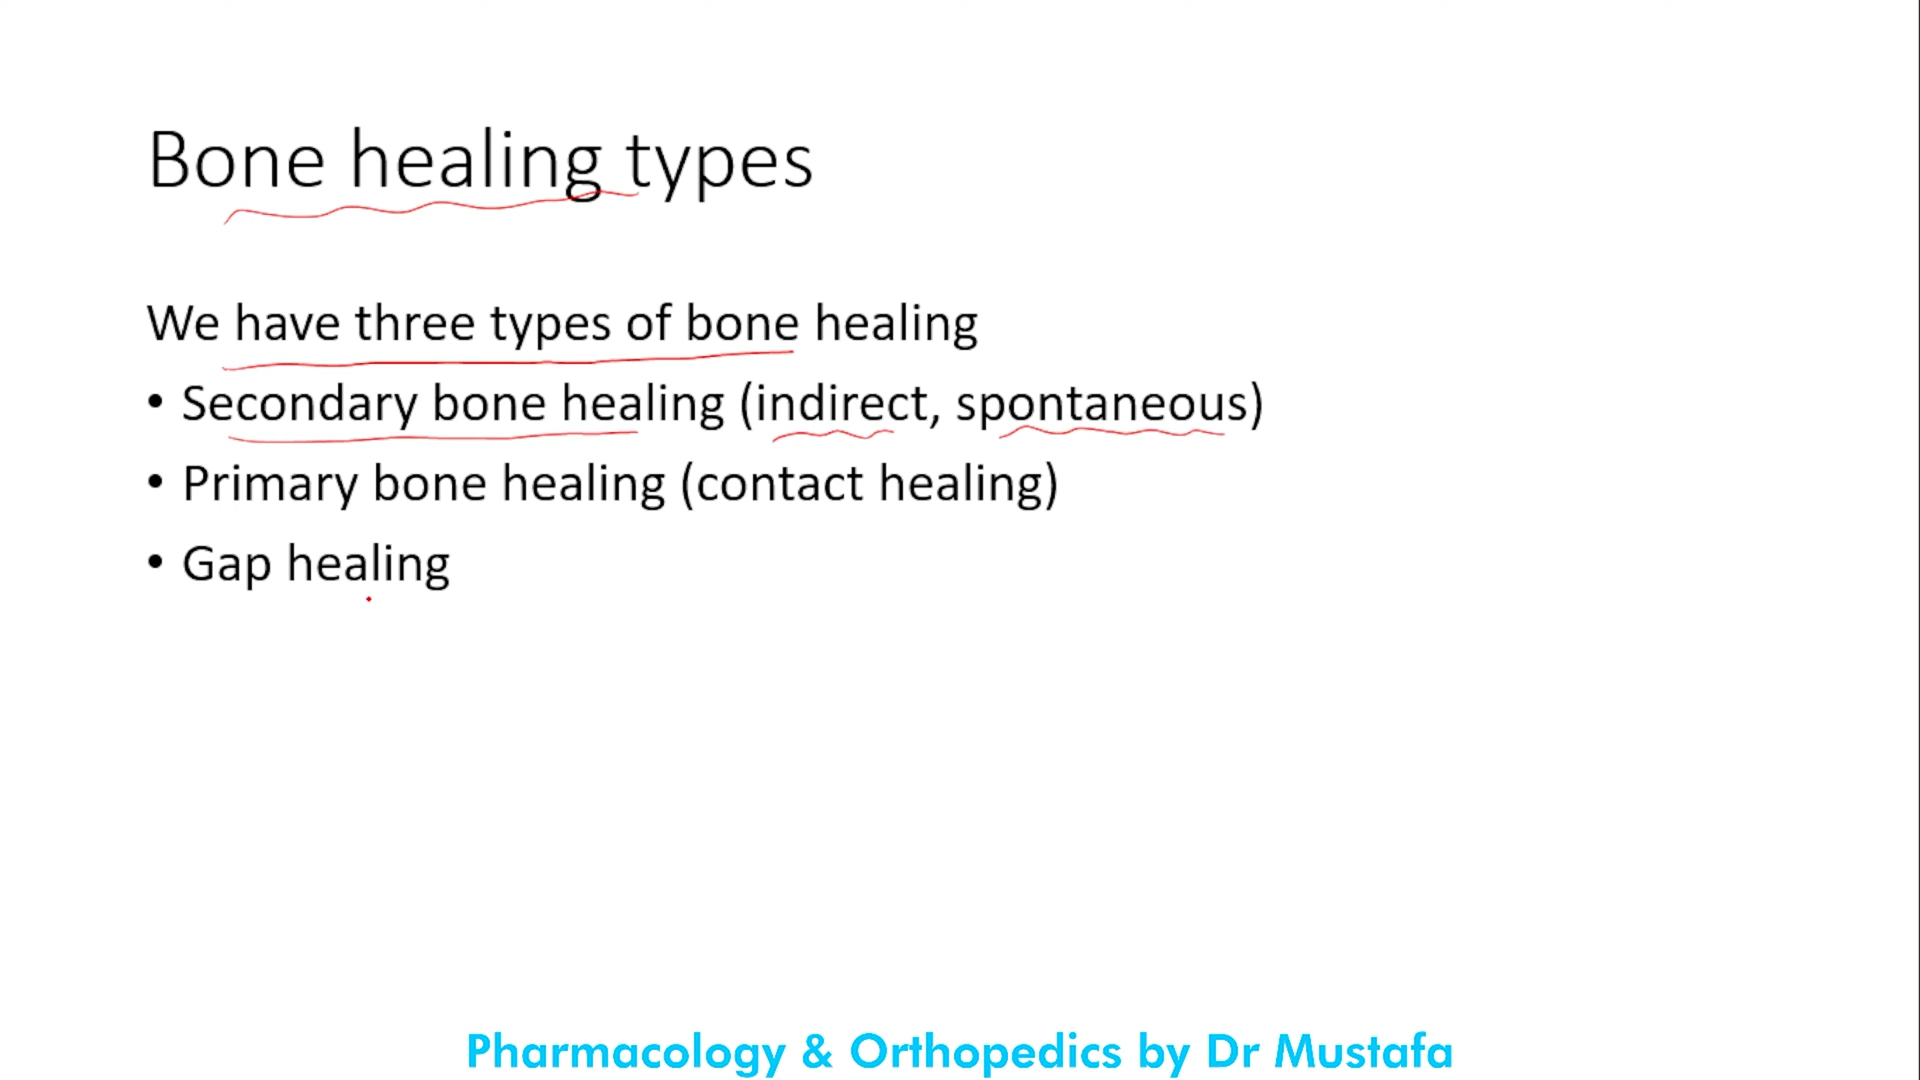 Bone healing types
We have three types of bone healing
• Secondary bone healing (indirect, spontaneous)
• Primary bone healing (contact healing)
• Gap healing
Pharmacology & Orthopedics by Dr Mustafa